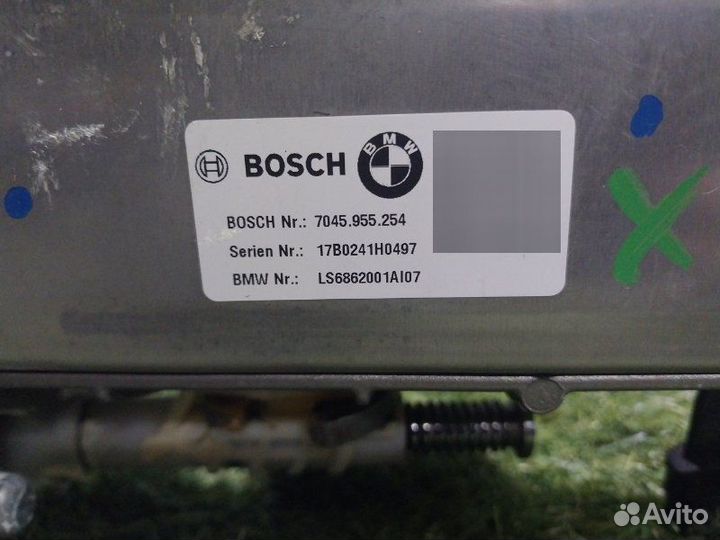 BOSCH BMW
BOSCH Nr.: 7045.955.254
Serien Nr.: 17B0241H0497
BMW Nr.: LS6862001AI07
Avito